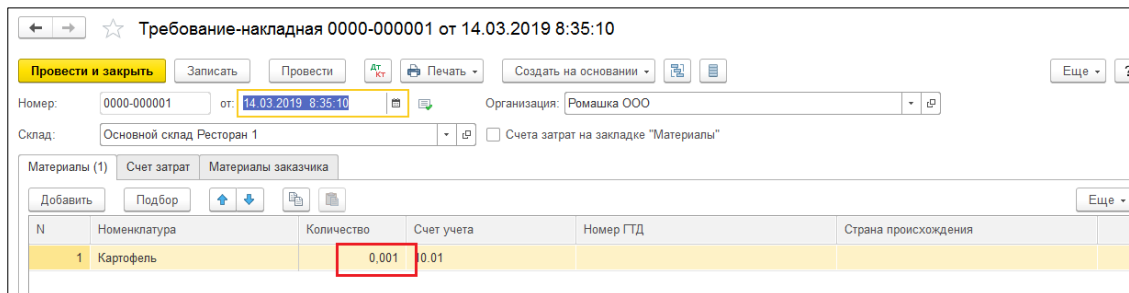 Требование-накладная 0000-000001 от 14.03.2019 8:35:10
Провести и закрыть Записать Провести Дт Кт Печать Создать на основании Еще ?
Номер: 0000-000001 от: 14.03.2019 8:35:10 Организация: Ромашка ООО
Склад: Основной склад Ресторан 1 Счета затрат на закладке "Материалы"
Материалы (1) Счет затрат Материалы заказчика
Добавить Подбор Еще
N Номенклатура Количество Счет учета Номер ГТД Страна происхождения
1 Картофель 0,001 10.01